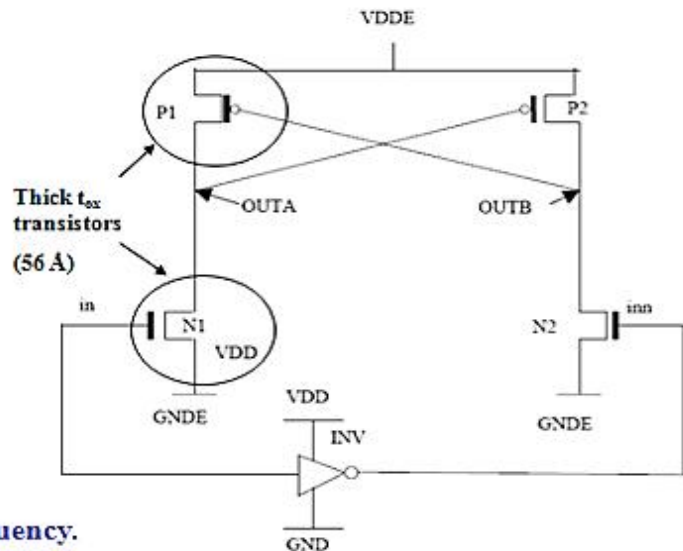 VDDE
P1
P2
Thick tox
transistors
(56 Å)
OUTA
OUTB
in
N1
VDD
N2
inn
GNDE
GNDE
VDD
INV
GND
uency.